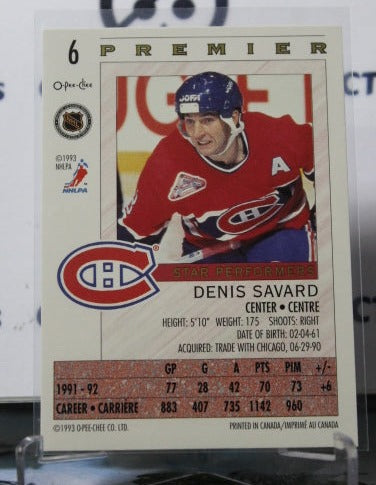 6 PREMIER
O-Pee-Chee
NHL
©1993
NHLPA
NHLPA
JOFA
A
STAR PERFORMERS
DENIS SAVARD
CENTER • CENTRE
HEIGHT: 5'10" WEIGHT: 175 SHOOTS: RIGHT
DATE OF BIRTH: 02-04-61
ACQUIRED: TRADE WITH CHICAGO, 06-29-90
GP G A PTS PIM +/-
1991 - 92 77 28 42 70 73 +6
CAREER • CARRIÈRE 883 407 735 1142 960
©1993 O-PEE-CHEE CO. LTD. PRINTED IN CANADA/IMPRIMÉ AU CANADA